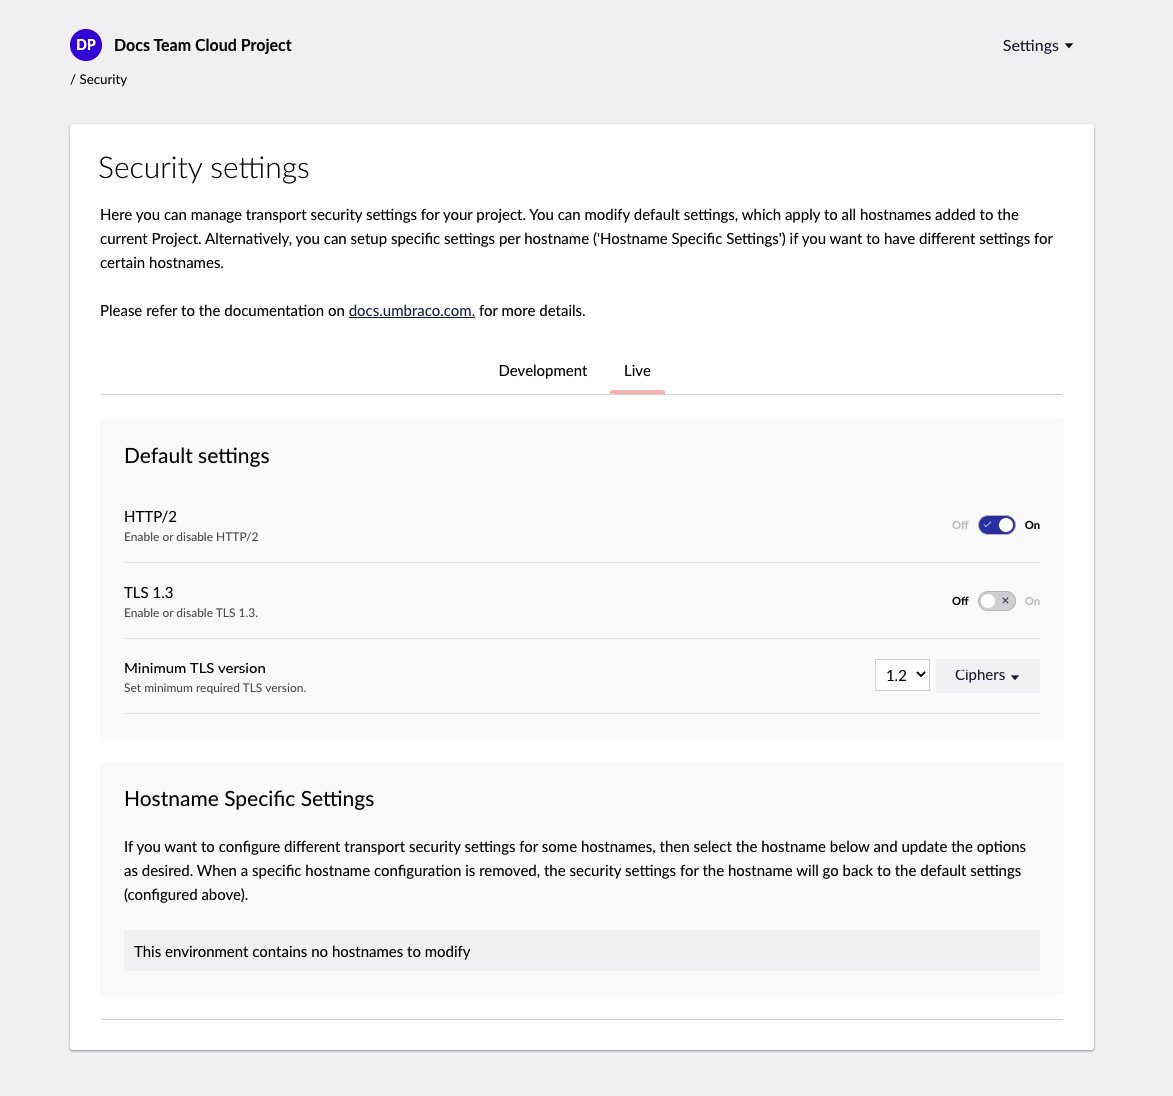 DP Docs Team Cloud Project
Settings
/ Security
Security settings
Here you can manage transport security settings for your project. You can modify default settings, which apply to all hostnames added to the
current Project. Alternatively, you can setup specific settings per hostname ('Hostname Specific Settings') if you want to have different settings for
certain hostnames.
Please refer to the documentation on docs.umbraco.com. for more details.
Development Live
Default settings
HTTP/2
Enable or disable HTTP/2
Off On
TLS 1.3
Enable or disable TLS 1.3.
Off On
Minimum TLS version
Set minimum required TLS version.
1.2 Ciphers
Hostname Specific Settings
If you want to configure different transport security settings for some hostnames, then select the hostname below and update the options
as desired. When a specific hostname configuration is removed, the security settings for the hostname will go back to the default settings
(configured above).
This environment contains no hostnames to modify